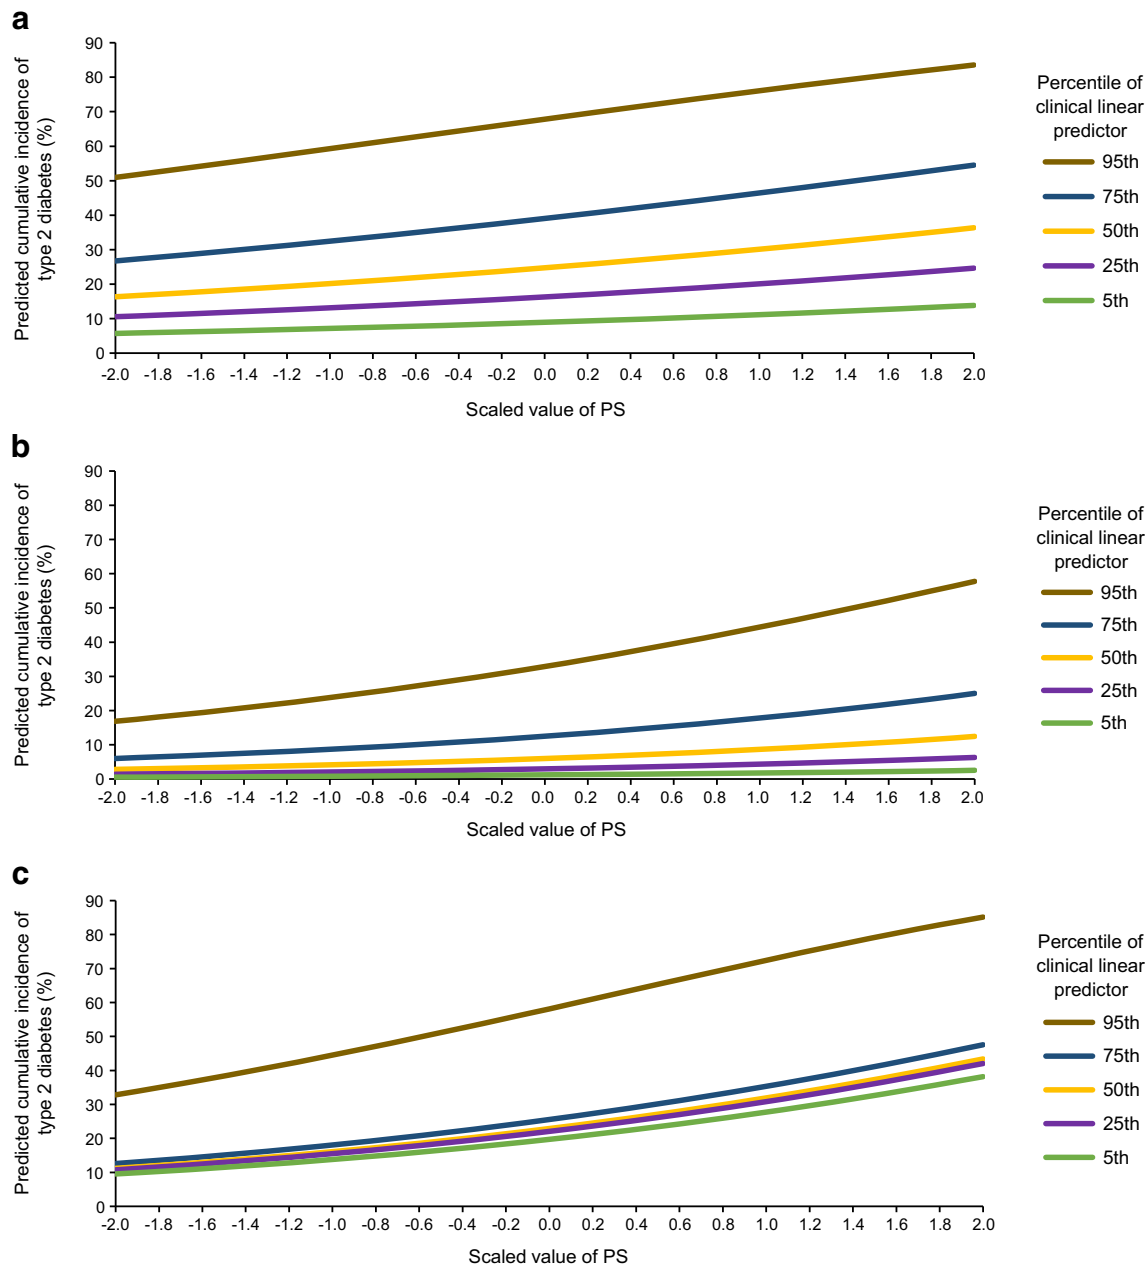 a
Predicted cumulative incidence of
type 2 diabetes (%)
90
80
70
60
50
40
30
20
10
0
-2.0 -1.8 -1.6 -1.4 -1.2 -1.0 -0.8 -0.6 -0.4 -0.2 0.0 0.2 0.4 0.6 0.8 1.0 1.2 1.4 1.6 1.8 2.0
Scaled value of PS
Percentile of
clinical linear
predictor
95th
75th
50th
25th
5th
b
Predicted cumulative incidence of
type 2 diabetes (%)
90
80
70
60
50
40
30
20
10
0
-2.0 -1.8 -1.6 -1.4 -1.2 -1.0 -0.8 -0.6 -0.4 -0.2 0.0 0.2 0.4 0.6 0.8 1.0 1.2 1.4 1.6 1.8 2.0
Scaled value of PS
Percentile of
clinical linear
predictor
95th
75th
50th
25th
5th
c
Predicted cumulative incidence of
type 2 diabetes (%)
90
80
70
60
50
40
30
20
10
0
-2.0 -1.8 -1.6 -1.4 -1.2 -1.0 -0.8 -0.6 -0.4 -0.2 0.0 0.2 0.4 0.6 0.8 1.0 1.2 1.4 1.6 1.8 2.0
Scaled value of PS
Percentile of
clinical linear
predictor
95th
75th
50th
25th
5th